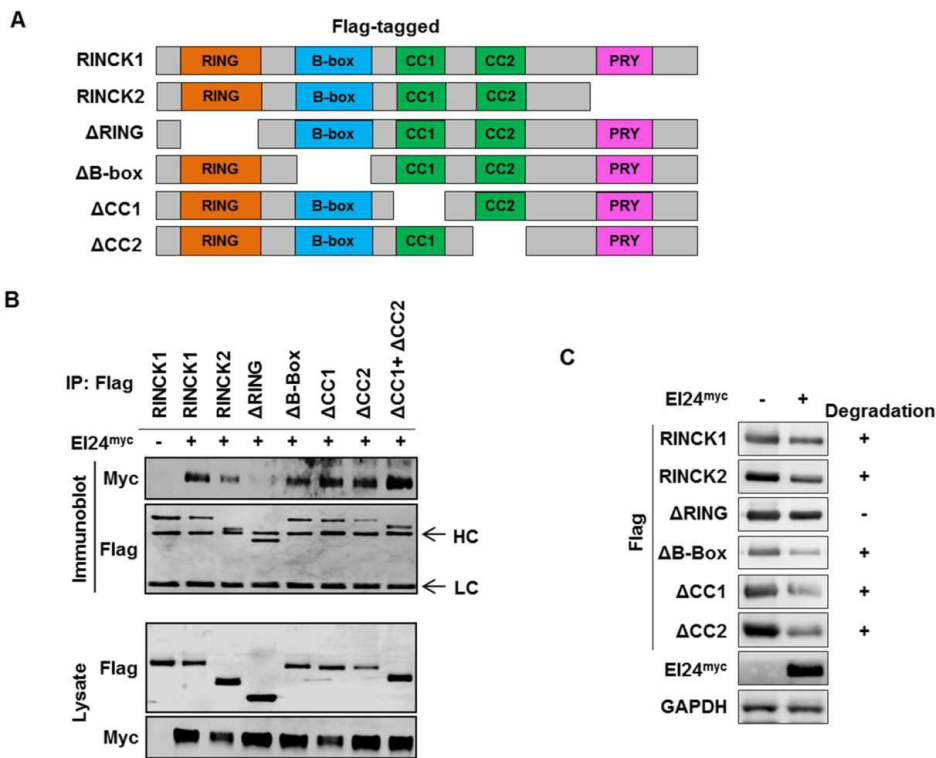 A
Flag-tagged
RINCK1 RING B-box CC1 CC2 PRY
RINCK2 RING B-box CC1 CC2
ΔRING B-box CC1 CC2 PRY
ΔB-box RING CC1 CC2 PRY
ΔCC1 RING B-box CC2 PRY
ΔCC2 RING B-box CC1 PRY
B
IP: Flag RINCK1 RINCK1 RINCK2 ΔRING ΔB-Box ΔCC1 ΔCC2 ΔCC1+ ΔCC2
EI24myc - + + + + + + +
Immunoblot
Myc
Flag
HC
LC
Lysate
Flag
Myc
C
EI24myc - + Degradation
Flag
RINCK1 +
RINCK2 +
ΔRING -
ΔB-Box +
ΔCC1 +
ΔCC2 +
EI24myc
GAPDH